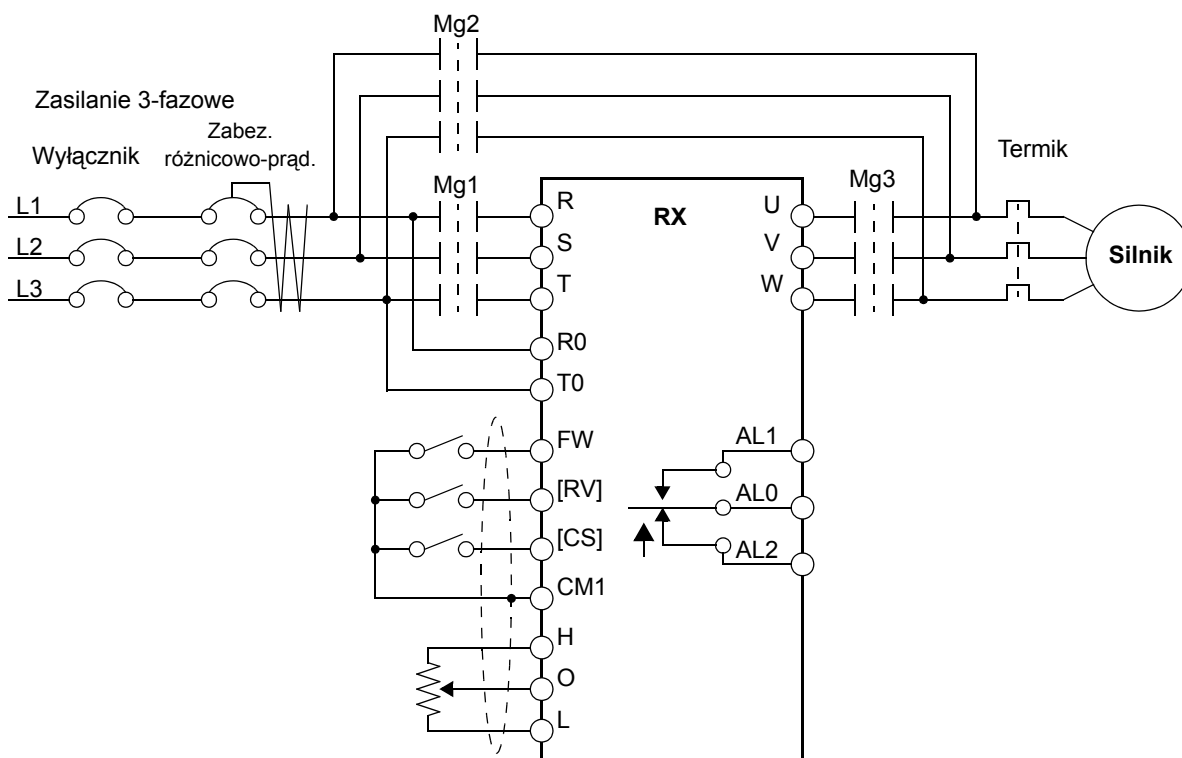 Mg2
Zasilanie 3-fazowe
Wyłącznik
Zabez.
różnicowo-prąd.
Termik
Mg1
Mg3
L1
L2
L3
R
S
T
R0
T0
RX
U
V
W
Silnik
FW
[RV]
[CS]
CM1
H
O
L
AL1
AL0
AL2